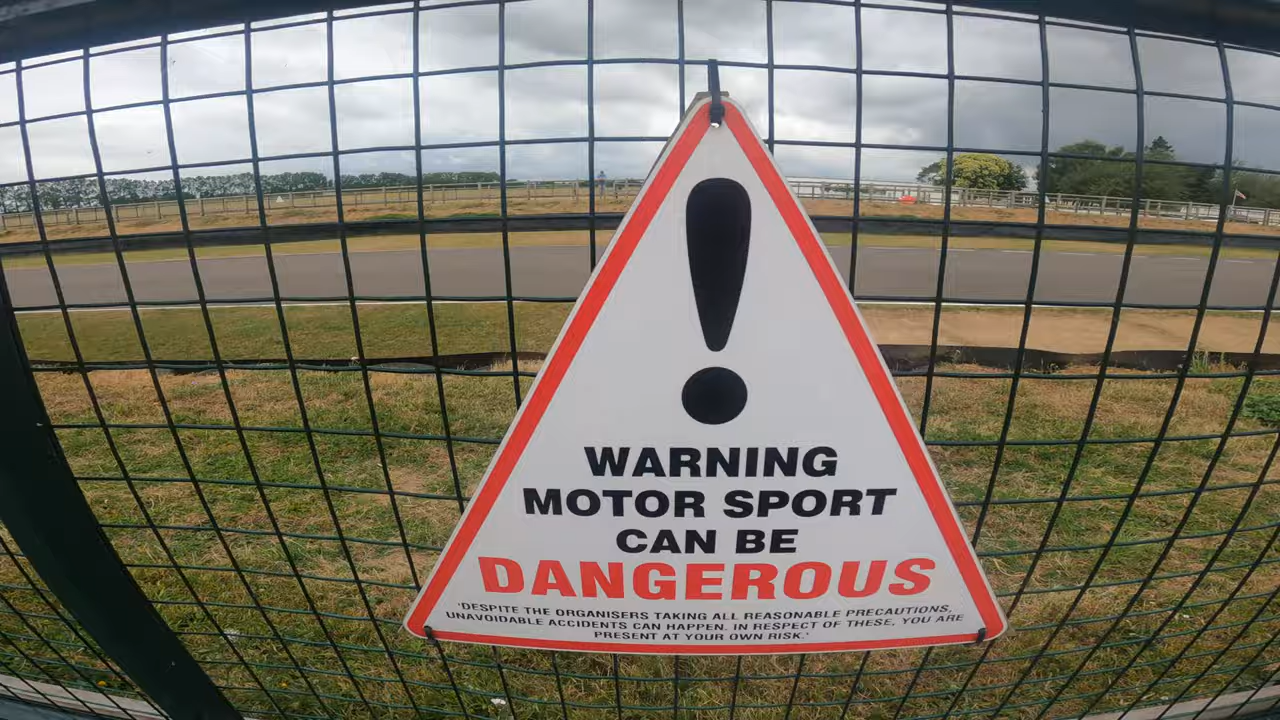 !
WARNING
MOTOR SPORT
CAN BE
DANGEROUS
'DESPITE THE ORGANISERS TAKING ALL REASONABLE PRECAUTIONS,
UNAVOIDABLE ACCIDENTS CAN HAPPEN. IN RESPECT OF THESE, YOU ARE
PRESENT AT YOUR OWN RISK.'